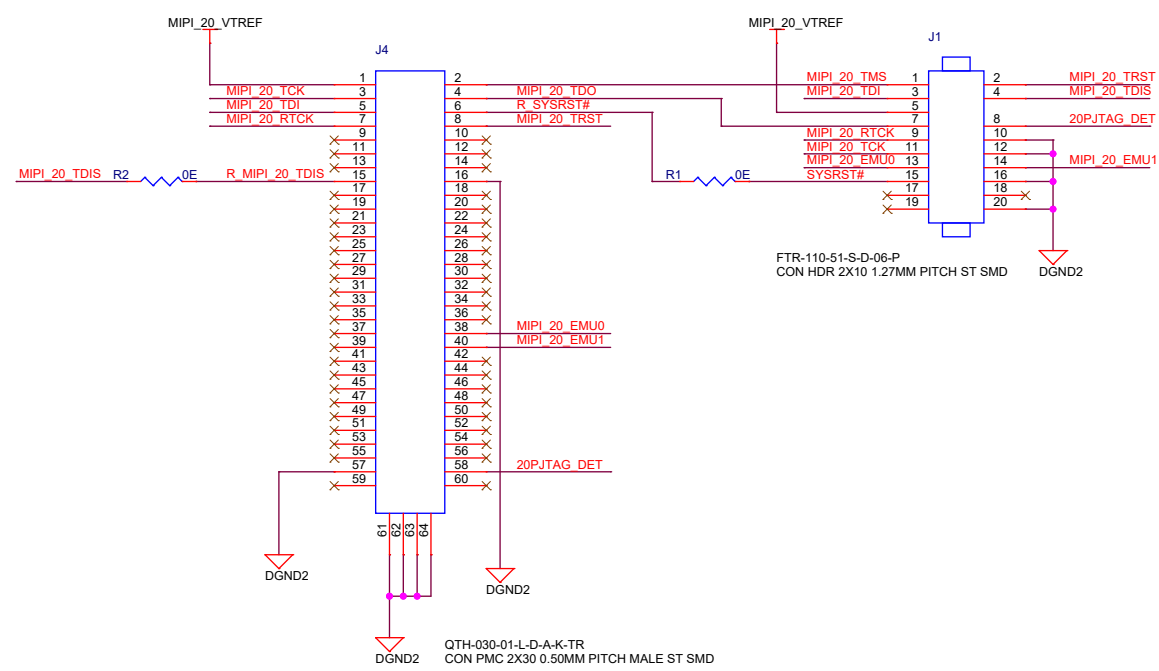 MIPI_20_VTREF
MIPI_20_VTREF
J4
J1
1
2
MIPI_20_TMS
1
2
MIPI_20_TRST
MIPI_20_TCK
3
4
MIPI_20_TDO
MIPI_20_TDI
3
4
MIPI_20_TDIS
MIPI_20_TDI
5
6
R_SYSRST#
5
MIPI_20_RTCK
7
8
MIPI_20_TRST
7
8
20PJTAG_DET
9
10
MIPI_20_RTCK
9
10
11
12
MIPI_20_TCK
11
12
13
14
MIPI_20_EMU0
13
14
MIPI_20_EMU1
MIPI_20_TDIS
R2
0E
R_MIPI_20_TDIS
15
16
R1
0E
SYSRST#
15
16
17
18
17
18
19
20
19
20
21
22
23
24
25
26
27
28
29
30
31
32
33
34
35
36
37
38
MIPI_20_EMU0
39
40
MIPI_20_EMU1
41
42
43
44
45
46
47
48
49
50
51
52
53
54
55
56
57
58
20PJTAG_DET
59
60
61
62
63
64
FTR-110-51-S-D-06-P
CON HDR 2X10 1.27MM PITCH ST SMD
DGND2
DGND2
DGND2
DGND2
QTH-030-01-L-D-A-K-TR
CON PMC 2X30 0.50MM PITCH MALE ST SMD